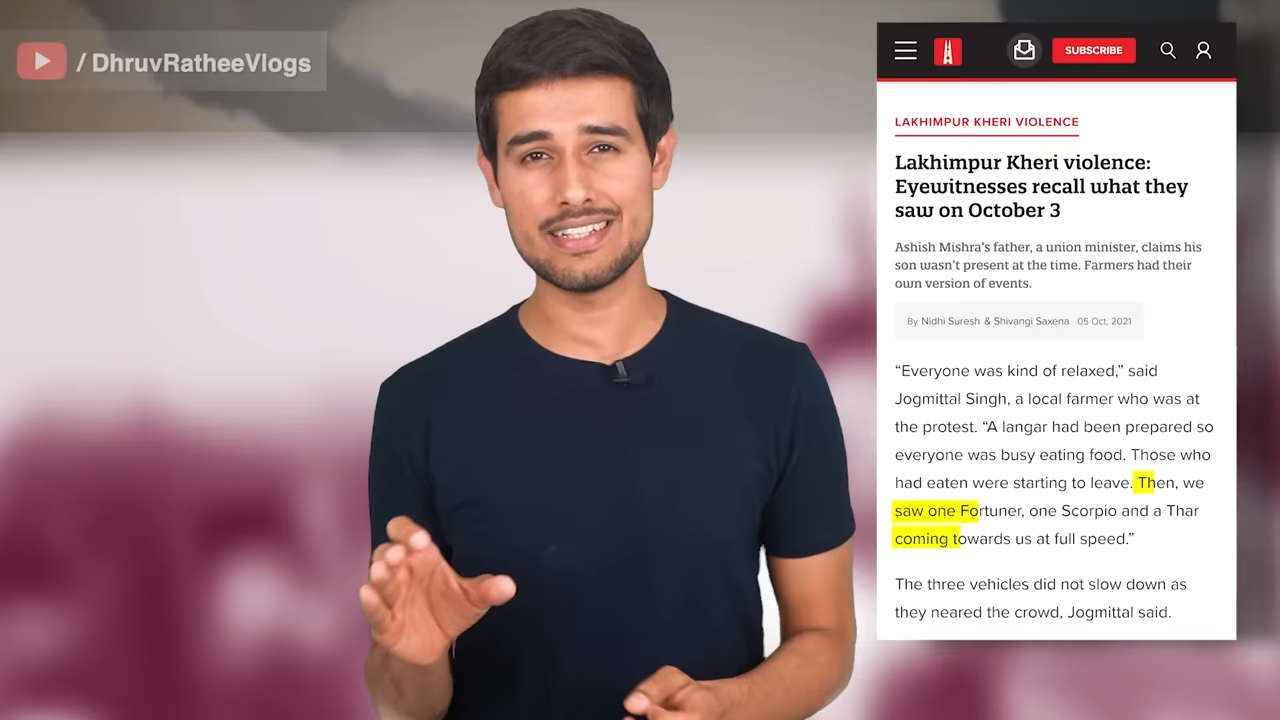 / DhruvRatheeVlogs
SUBSCRIBE
LAKHIMPUR KHERI VIOLENCE
Lakhimpur Kheri violence:
Eyewitnesses recall what they
saw on October 3
Ashish Mishra's father, a union minister, claims his
son wasn't present at the time. Farmers had their
own version of events.
By Nidhi Suresh & Shivangi Saxena 05 Oct, 2021
“Everyone was kind of relaxed,” said
Jogmittal Singh, a local farmer who was at
the protest. “A langar had been prepared so
everyone was busy eating food. Those who
had eaten were starting to leave. Then, we
saw one Fortuner, one Scorpio and a Thar
coming towards us at full speed.”
The three vehicles did not slow down as
they neared the crowd, Jogmittal said.